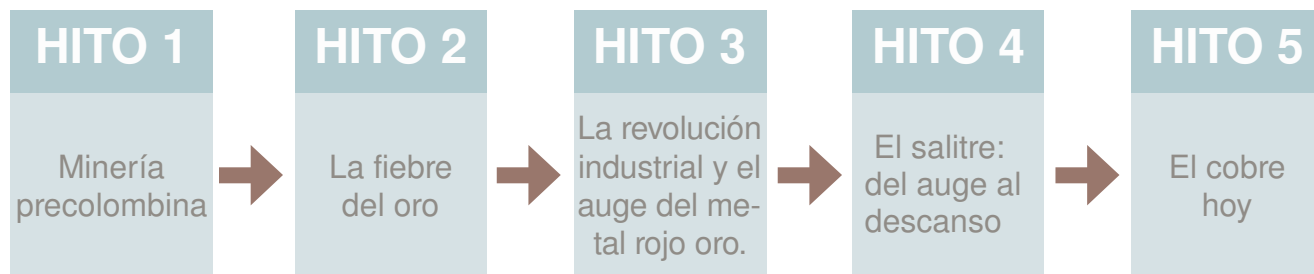 HITO 1
Minería
precolombina
HITO 2
La fiebre
del oro
HITO 3
La revolución
industrial y el
auge del me-
tal rojo oro.
HITO 4
El salitre:
del auge al
descanso
HITO 5
El cobre
hoy